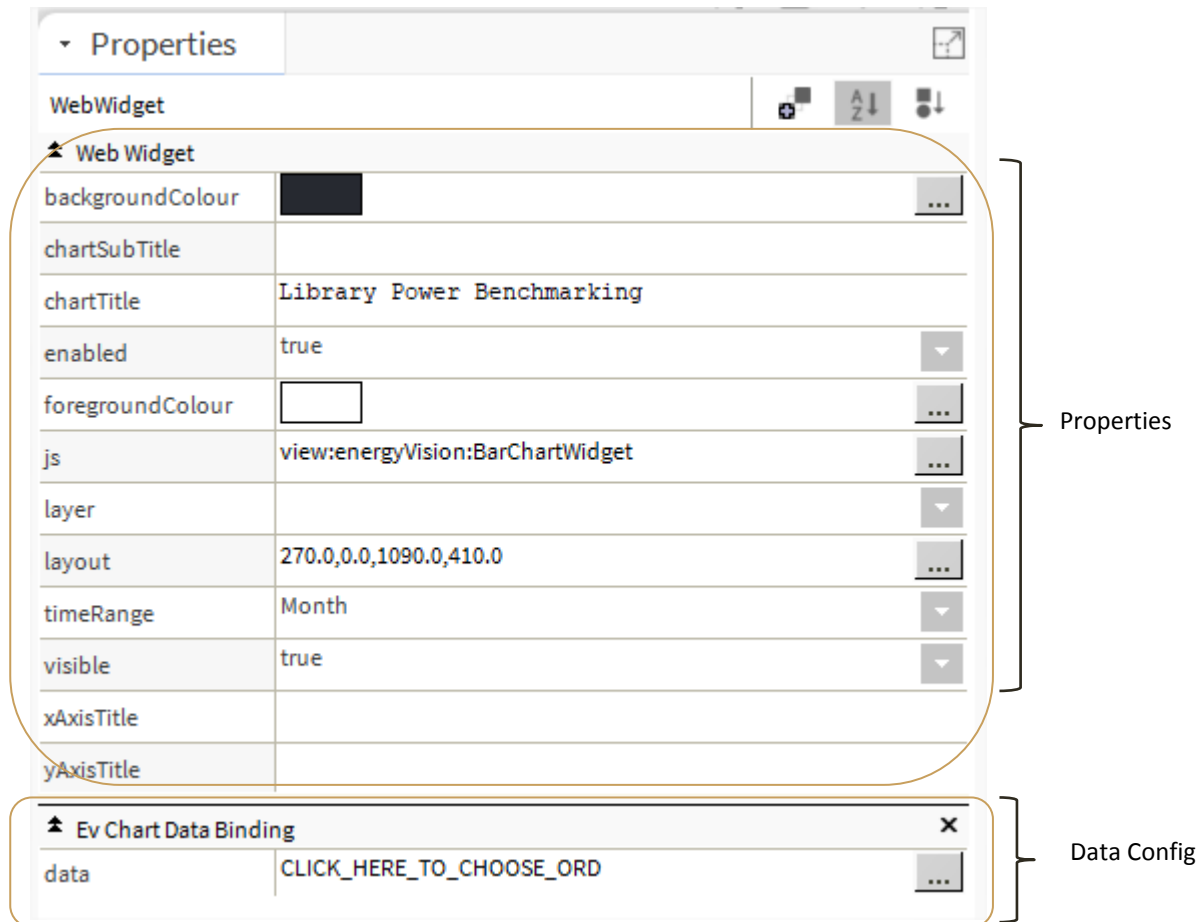 Properties
WebWidget
Web Widget
backgroundColour ...
chartSubTitle
chartTitle Library Power Benchmarking
enabled true
foregroundColour ...
js view:energyVision:BarChartWidget ...
layer
layout 270.0,0.0,1090.0,410.0 ...
timeRange Month
visible true
xAxisTitle
yAxisTitle
Properties
Ev Chart Data Binding
data CLICK_HERE_TO_CHOOSE_ORD ...
Data Config